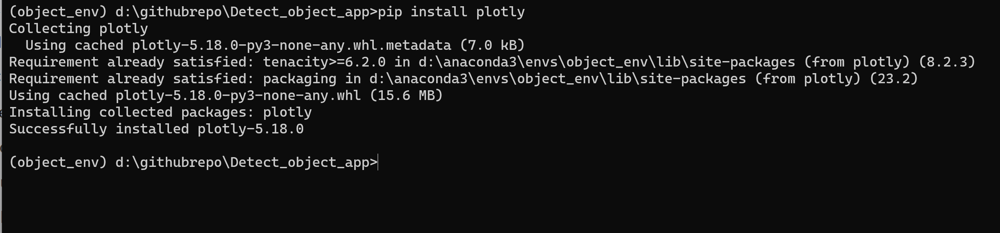 (object_env) d:\githubrepo\Detect_object_app>pip install plotly
Collecting plotly
  Using cached plotly-5.18.0-py3-none-any.whl.metadata (7.0 kB)
Requirement already satisfied: tenacity>=6.2.0 in d:\anaconda3\envs\object_env\lib\site-packages (from plotly) (8.2.3)
Requirement already satisfied: packaging in d:\anaconda3\envs\object_env\lib\site-packages (from plotly) (23.2)
Using cached plotly-5.18.0-py3-none-any.whl (15.6 MB)
Installing collected packages: plotly
Successfully installed plotly-5.18.0
(object_env) d:\githubrepo\Detect_object_app>